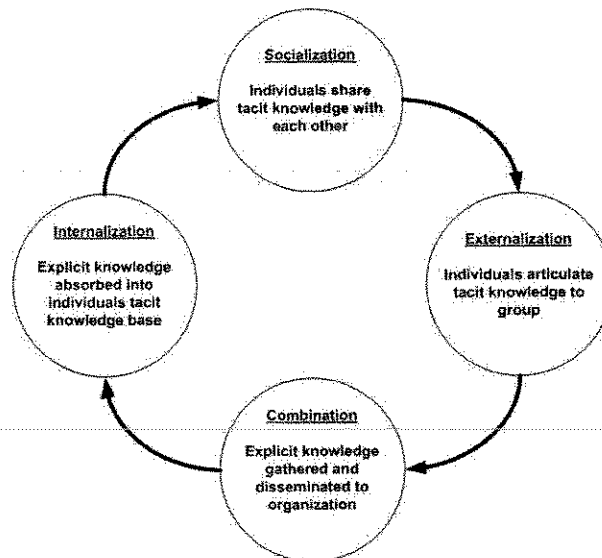 Socialization
Individuals share
tacit knowledge with
each other
Externalization
Individuals articulate
tacit knowledge to
group
Combination
Explicit knowledge
gathered and
disseminated to
organization
Internalization
Explicit knowledge
absorbed into
individuals tacit
knowledge base